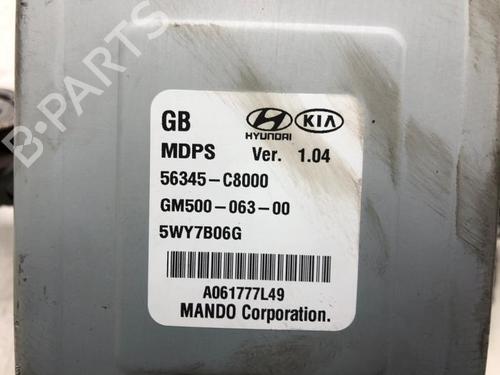 GB HYUNDAI KIA
MDPS Ver. 1.04
56345-C8000
GM500-063-00
5WY7B06G
A061777L49
MANDO Corporation.
B-PARTS